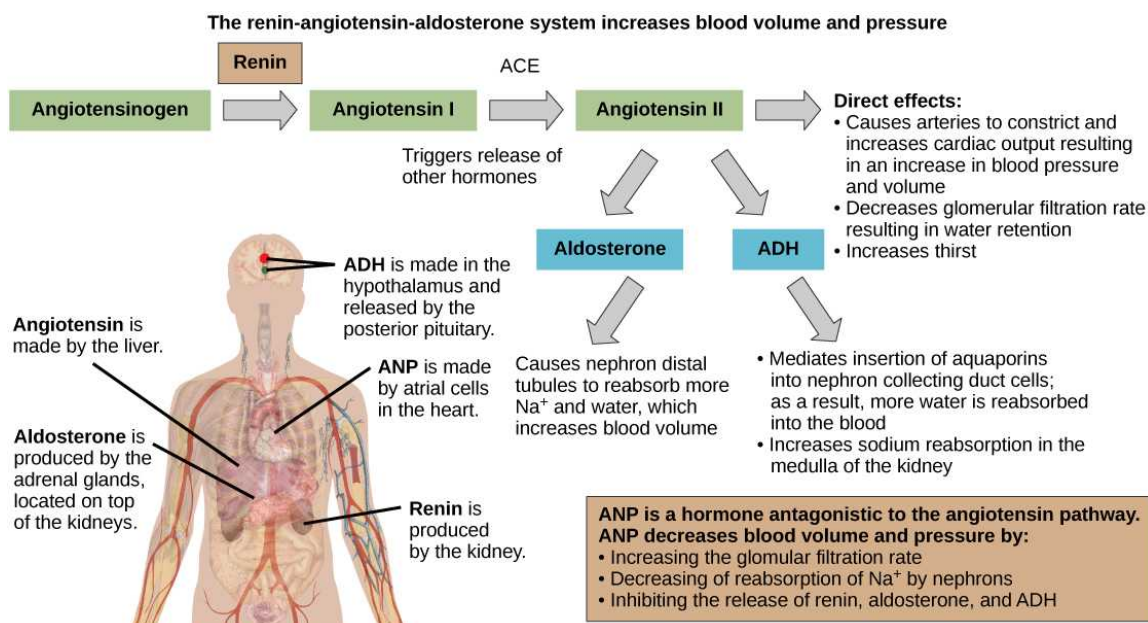 The renin-angiotensin-aldosterone system increases blood volume and pressure
Renin
ACE
Angiotensinogen
Angiotensin I
Angiotensin II
Triggers release of
other hormones
Direct effects:
• Causes arteries to constrict and
increases cardiac output resulting
in an increase in blood pressure
and volume
• Decreases glomerular filtration rate
resulting in water retention
• Increases thirst
Aldosterone
ADH
Causes nephron distal
tubules to reabsorb more
Na⁺ and water, which
increases blood volume
• Mediates insertion of aquaporins
into nephron collecting duct cells;
as a result, more water is reabsorbed
into the blood
• Increases sodium reabsorption in the
medulla of the kidney
ADH is made in the
hypothalamus and
released by the
posterior pituitary.
Angiotensin is
made by the liver.
ANP is made
by atrial cells
in the heart.
Aldosterone is
produced by the
adrenal glands,
located on top
of the kidneys.
Renin is
produced
by the kidney.
ANP is a hormone antagonistic to the angiotensin pathway.
ANP decreases blood volume and pressure by:
• Increasing the glomular filtration rate
• Decreasing of reabsorption of Na⁺ by nephrons
• Inhibiting the release of renin, aldosterone, and ADH